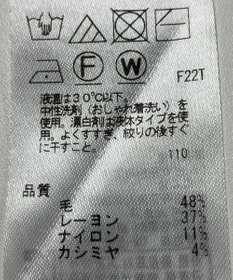 F W F22T
液温は30℃以下。
中性洗剤(おしゃれ着洗い)を使
用。漂白剤は液体タイプを使
用。よくすすぎ、絞りの後すぐ
に干すこと。
110
品質
毛 48%
レーヨン 37%
ナイロン 11%
カシミヤ 4%